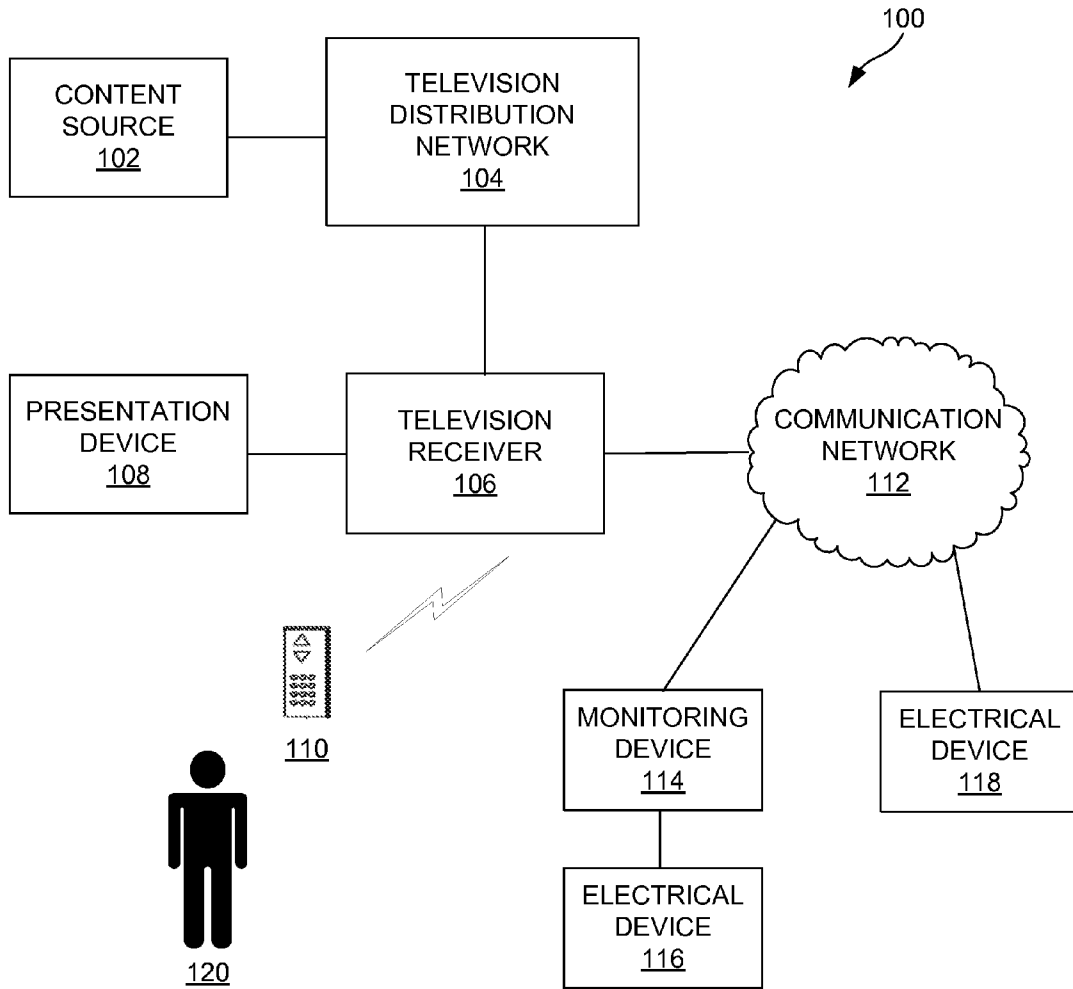 100
CONTENT
SOURCE
102
TELEVISION
DISTRIBUTION
NETWORK
104
PRESENTATION
DEVICE
108
TELEVISION
RECEIVER
106
COMMUNICATION
NETWORK
112
110
MONITORING
DEVICE
114
ELECTRICAL
DEVICE
118
ELECTRICAL
DEVICE
116
120